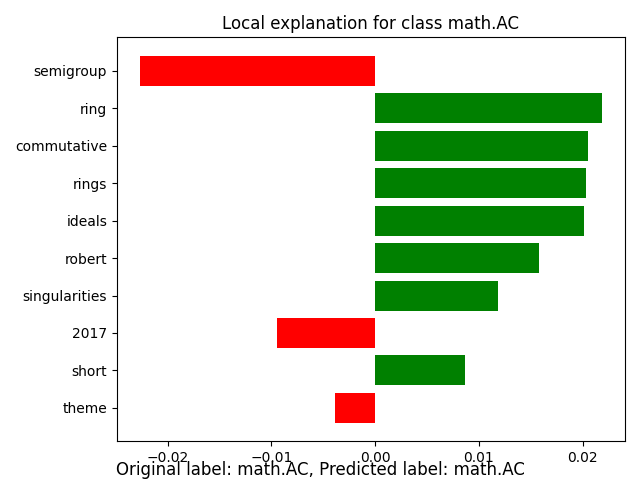 Local explanation for class math.AC
semigroup
ring
commutative
rings
ideals
robert
singularities
2017
short
theme
−0.02 −0.01 0.00 0.01 0.02
Original label: math.AC, Predicted label: math.AC